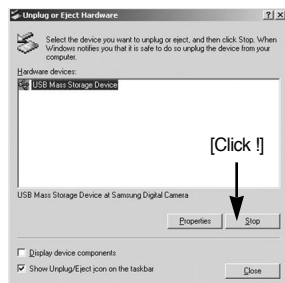 Unplug or Eject Hardware
Select the device you want to unplug or eject, and then click Stop. When
Windows notifies you that it is safe to do so unplug the device from your
computer.
Hardware devices:
USB Mass Storage Device
[Click !]
USB Mass Storage Device at Samsung Digital Camera
Properties
Stop
Display device components
Show Unplug/Eject icon on the taskbar
Close